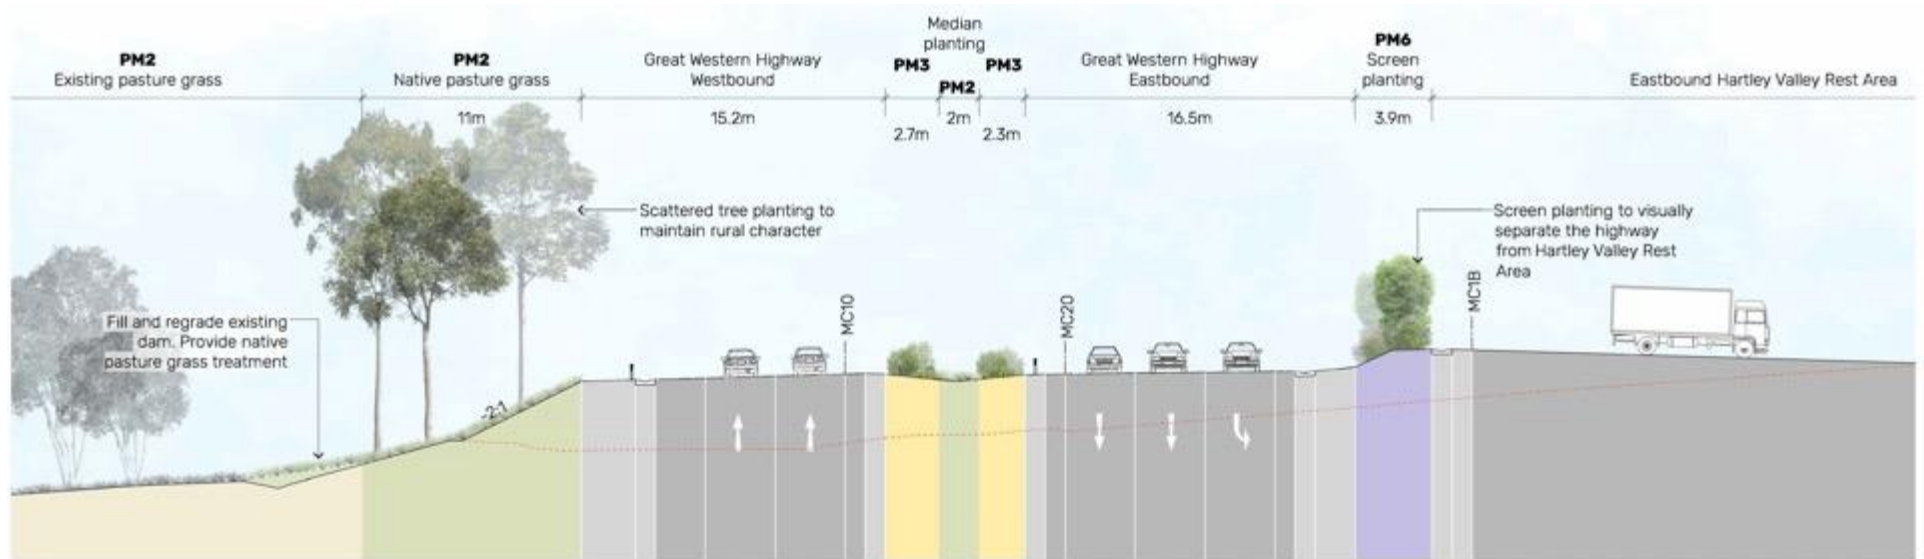 PM2
Existing pasture grass
PM2
Native pasture grass
11m
Great Western Highway
Westbound
15.2m
Median
planting
PM3
PM2
PM3
2.7m
2m
2.3m
Great Western Highway
Eastbound
16.5m
PM6
Screen
planting
3.9m
Eastbound Hartley Valley Rest Area
Scattered tree planting to
maintain rural character
Screen planting to visually
separate the highway
from Hartley Valley Rest
Area
Fill and regrade existing
dam. Provide native
pasture grass treatment
-2:1
MC10
MC20
MC1B